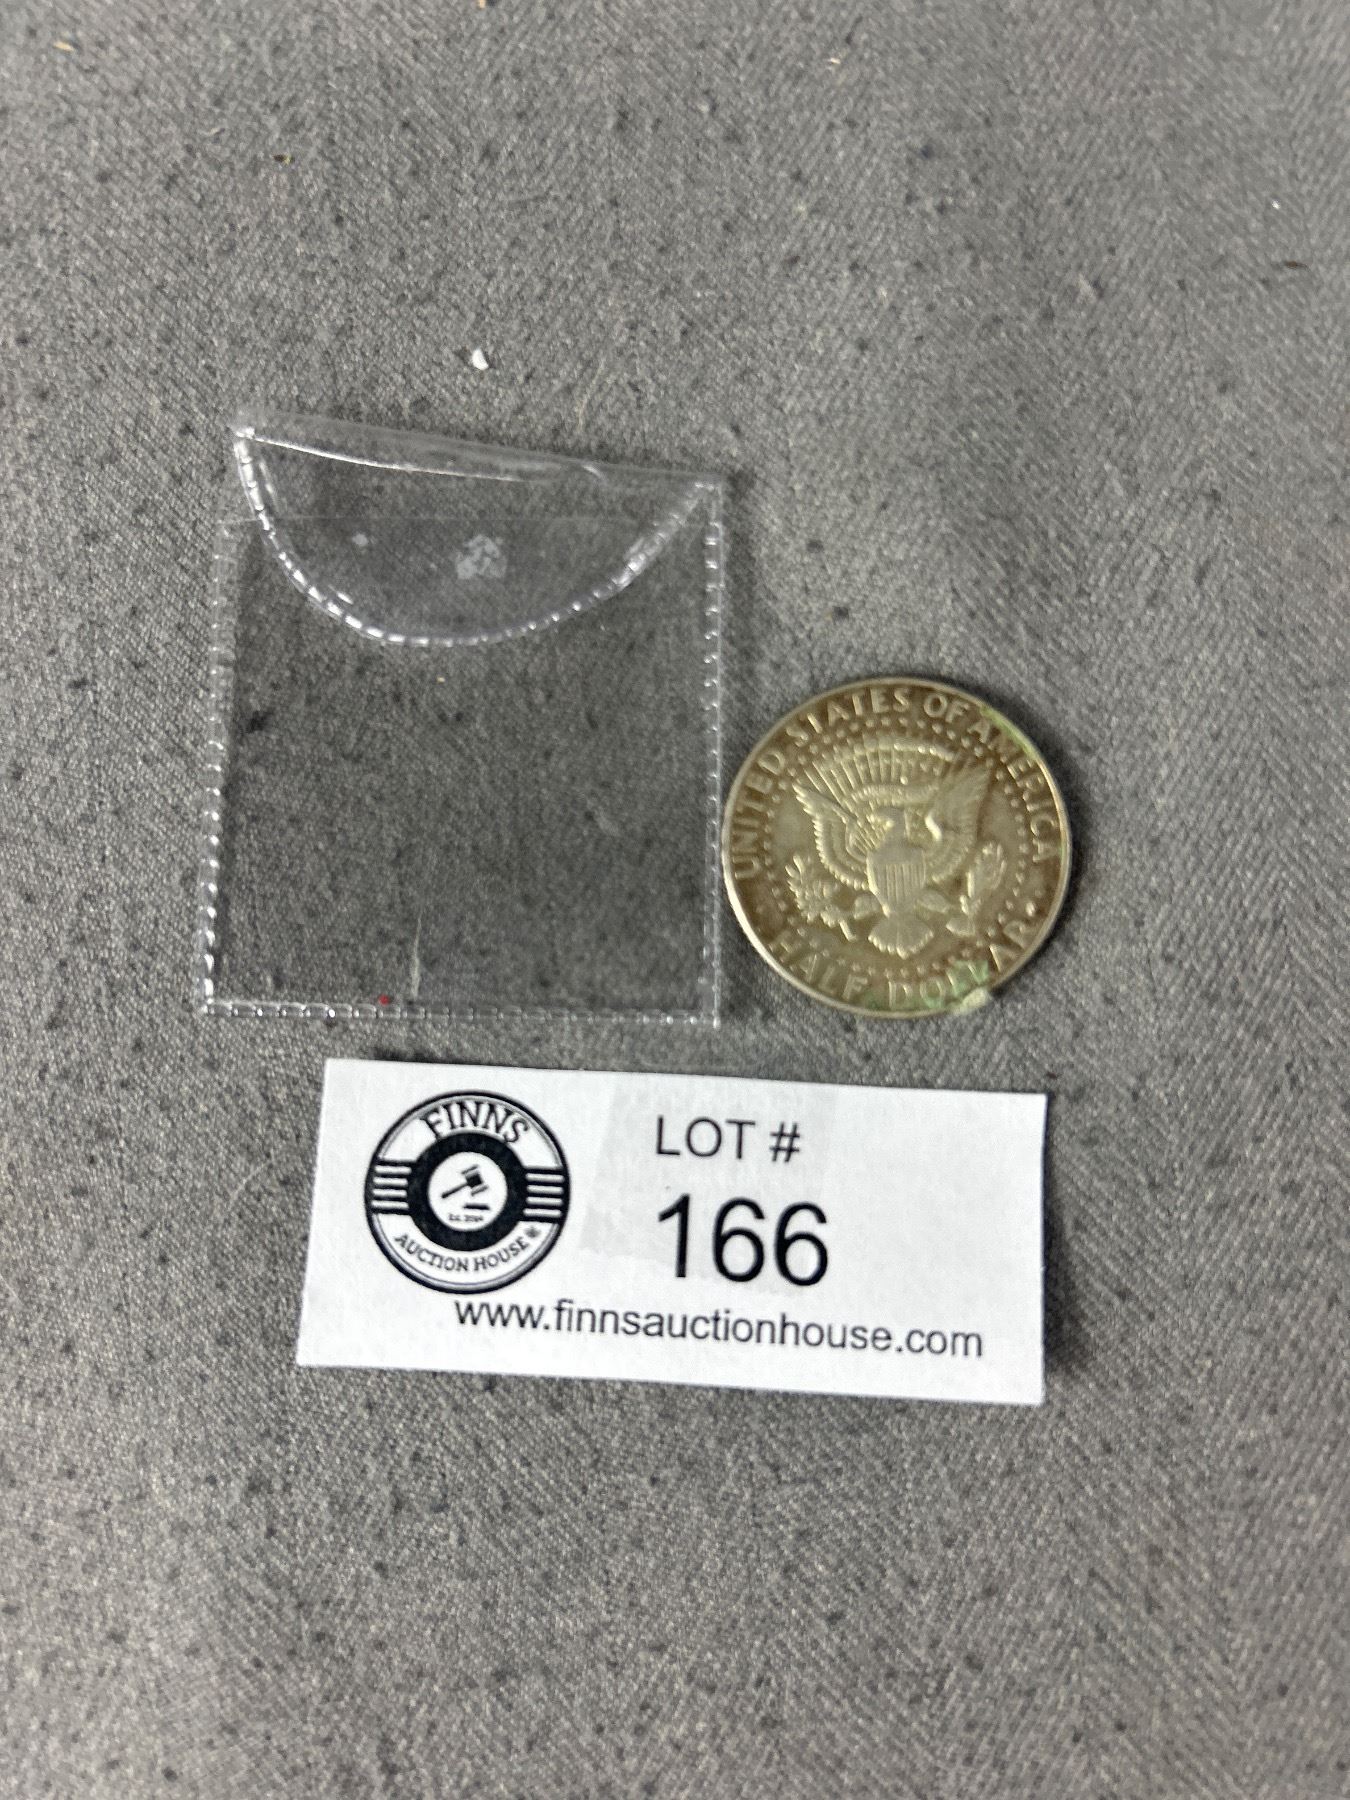 UNITED STATES OF AMERICA
HALF DOLLAR
FINNS
AUCTION HOUSE
LOT #
166
www.finnsauctionhouse.com